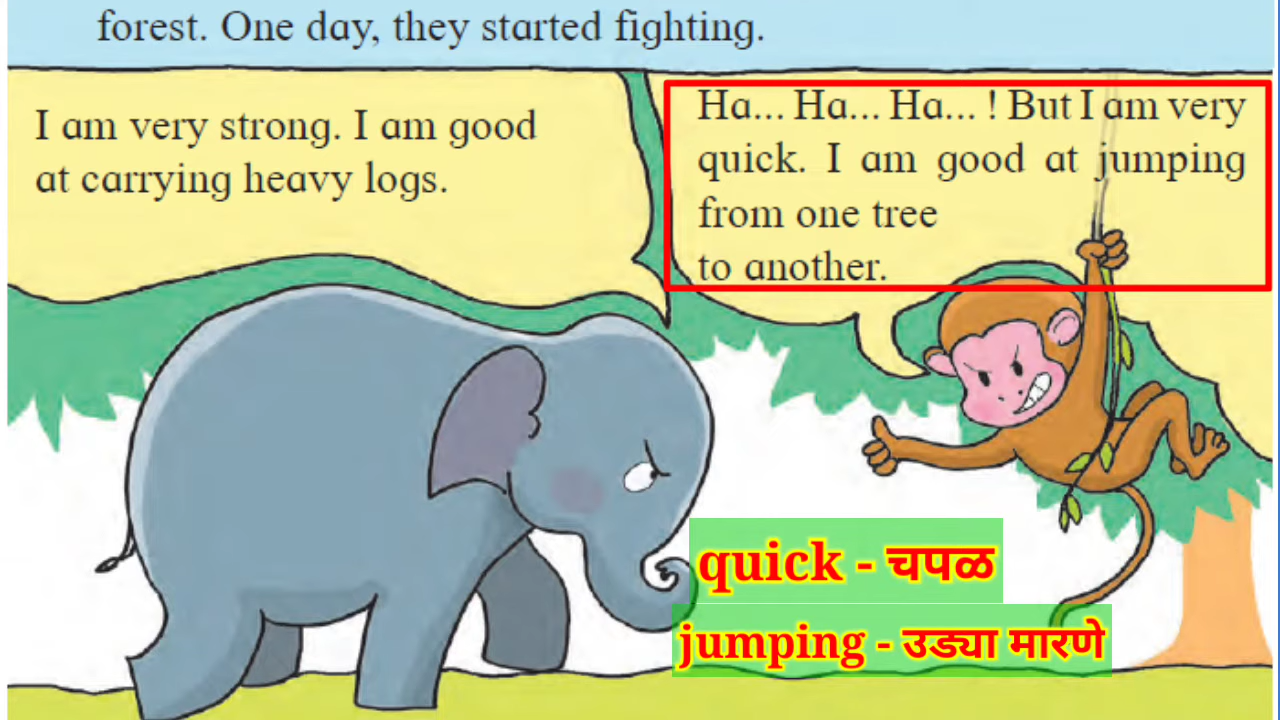 forest. One day, they started fighting.
I am very strong. I am good
at carrying heavy logs.
Ha... Ha... Ha... ! But I am very
quick. I am good at jumping
from one tree
to another.
quick - चपळ
jumping - उड्या मारणे